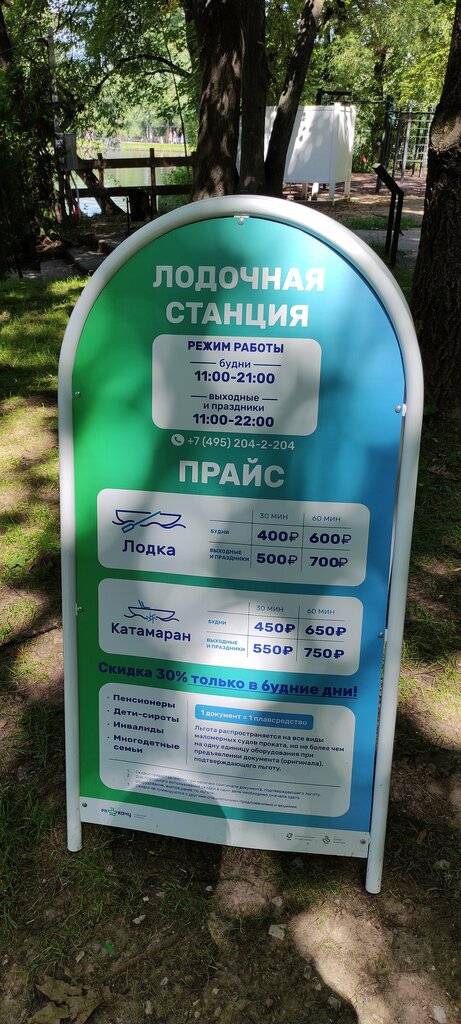 ЛОДОЧНАЯ
СТАНЦИЯ
РЕЖИМ РАБОТЫ
будни
11:00-21:00
выходные
и праздники
11:00-22:00
+7 (495) 204-2-204
ПРАЙС
30 МИН 60 МИН
БУДНИ 400₽ 600₽
ВЫХОДНЫЕ
И ПРАЗДНИКИ 500₽ 700₽
Лодка
30 МИН 60 МИН
БУДНИ 450₽ 650₽
ВЫХОДНЫЕ
И ПРАЗДНИКИ 550₽ 750₽
Катамаран
Скидка 30% только в будние дни!
· Пенсионеры
· Дети-сироты
· Инвалиды
· Многодетные
семьи
1 документ = 1 плавсредство
Льгота распространяется на все виды
маломерных судов проката, но не более чем
на одну единицу оборудования при
предъявлении документа (оригинала),
подтверждающего льготу.